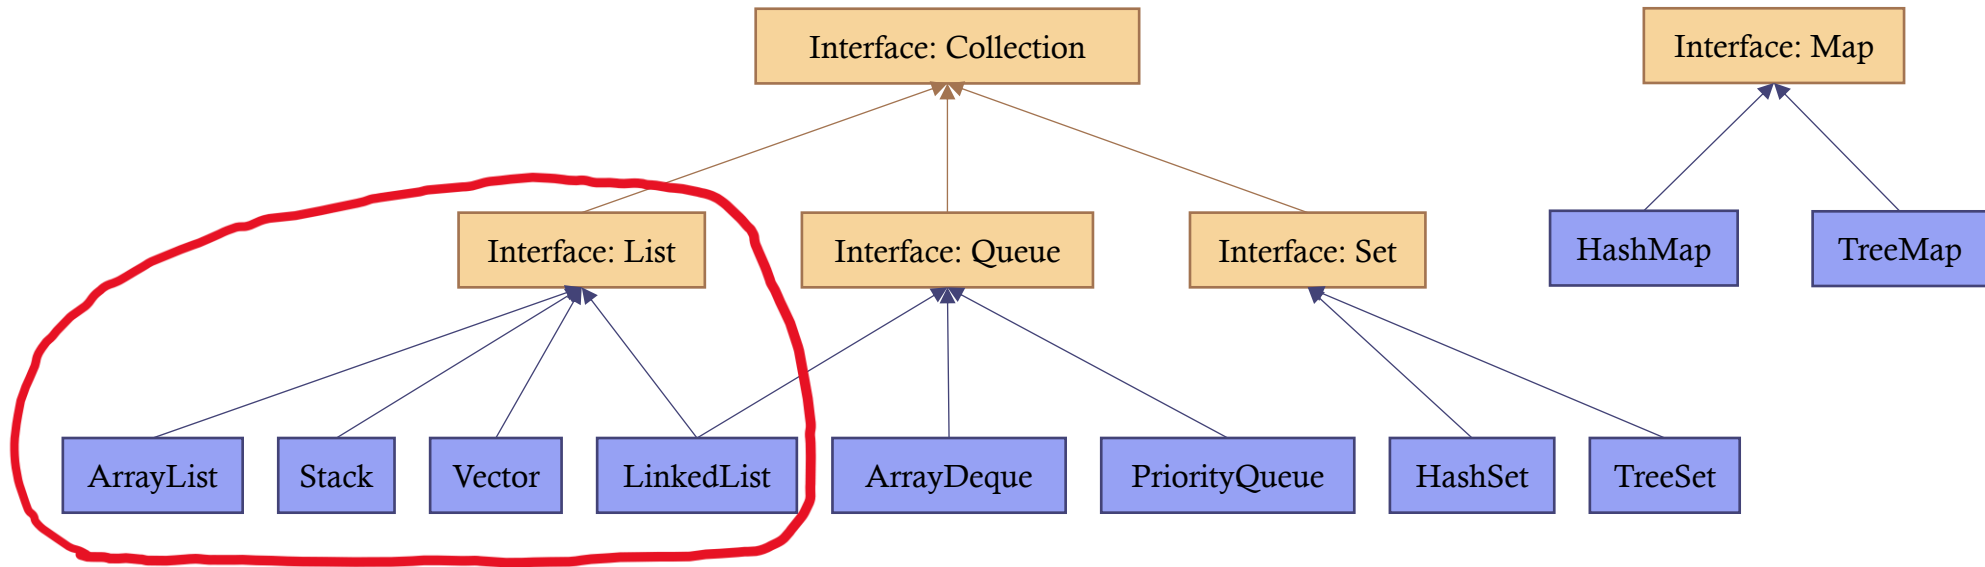 Interface: Collection
Interface: Map
Interface: List
Interface: Queue
Interface: Set
HashMap
TreeMap
ArrayList
Stack
Vector
LinkedList
ArrayDeque
PriorityQueue
HashSet
TreeSet